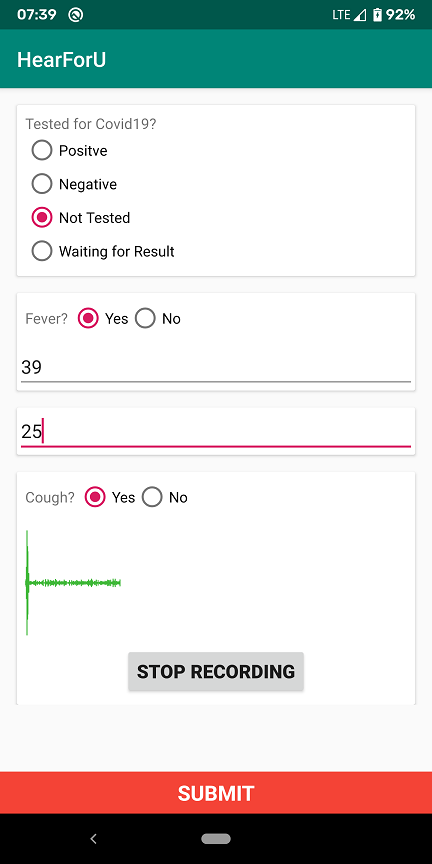 07:39 LTE 92%
HearForU
Tested for Covid19?
Positve
Negative
Not Tested
Waiting for Result
Fever? Yes No
39
25
Cough? Yes No
STOP RECORDING
SUBMIT